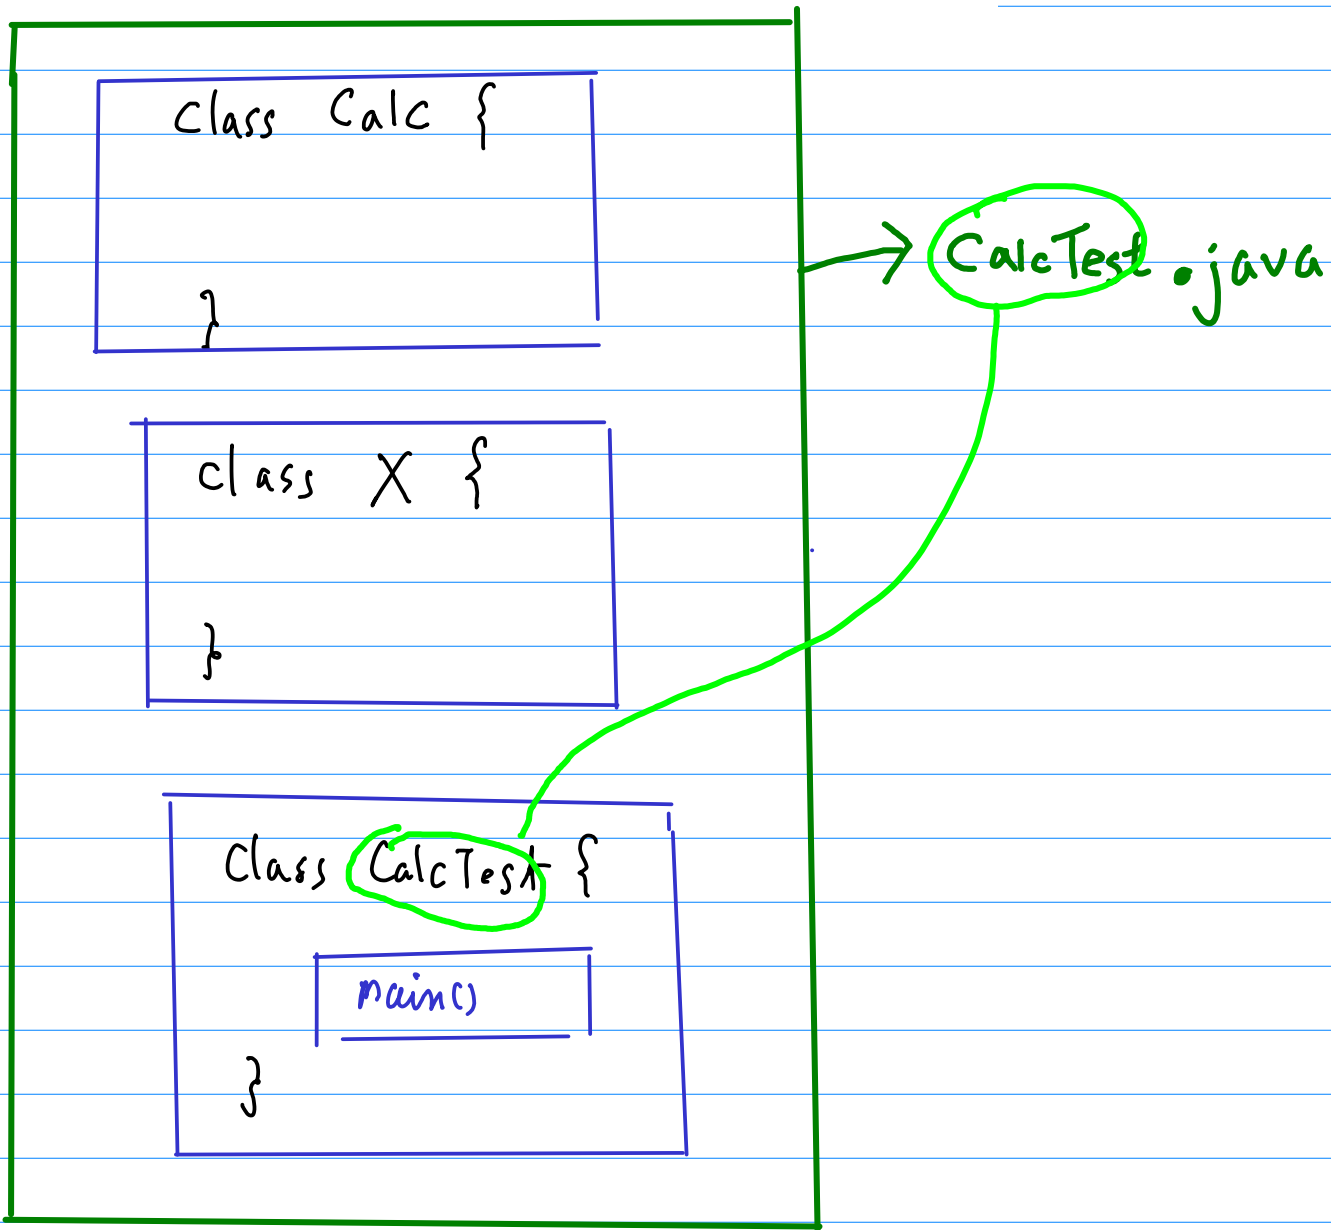 class Calc {
}
CalcTest.java
class X {
}
class CalcTest {
main()
}